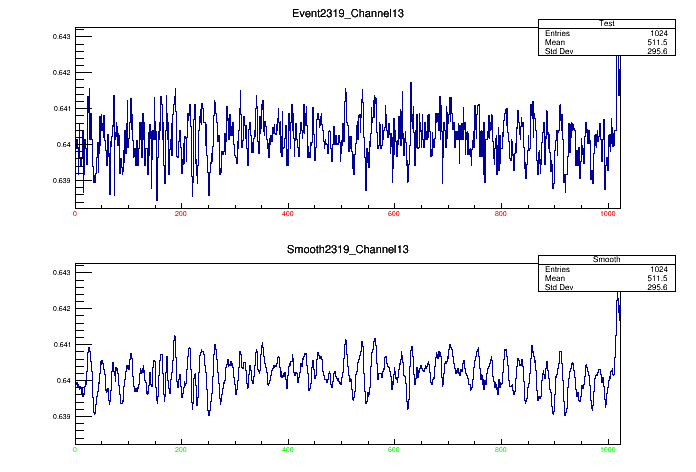 Event2319_Channel13
Test
Entries 1024
Mean 511.5
Std Dev 295.6
0.643
0.642
0.641
0.64
0.639
0 200 400 600 800 1000
Smooth2319_Channel13
Smooth
Entries 1024
Mean 511.5
Std Dev 295.6
0.643
0.642
0.641
0.64
0.639
0 200 400 600 800 1000